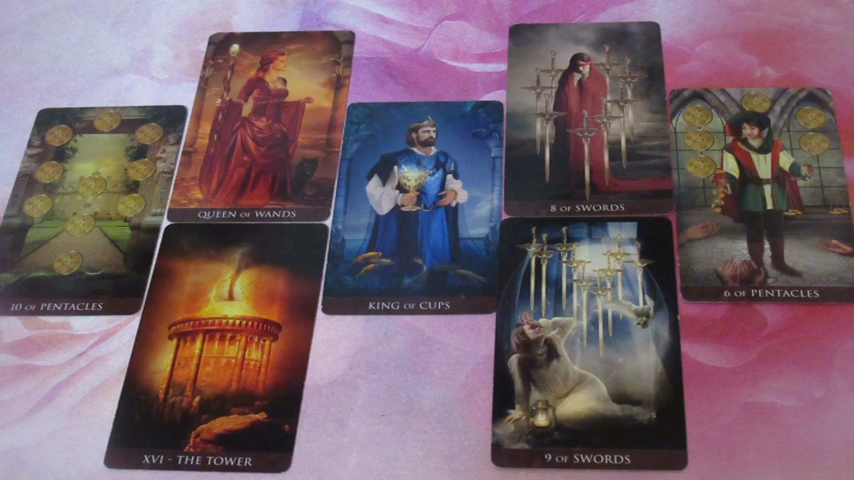 QUEEN OF WANDS
8 OF SWORDS
10 OF PENTACLES
KING OF CUPS
6 OF PENTACLES
XVI - THE TOWER
9 OF SWORDS